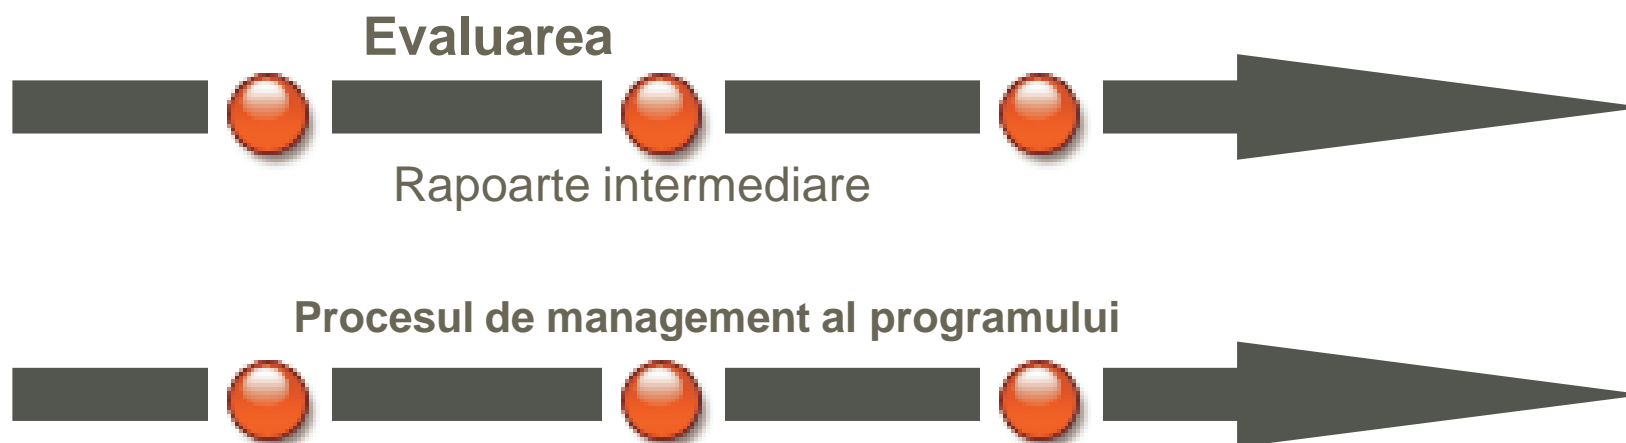 Evaluarea
Rapoarte intermediare
Procesul de management al programului